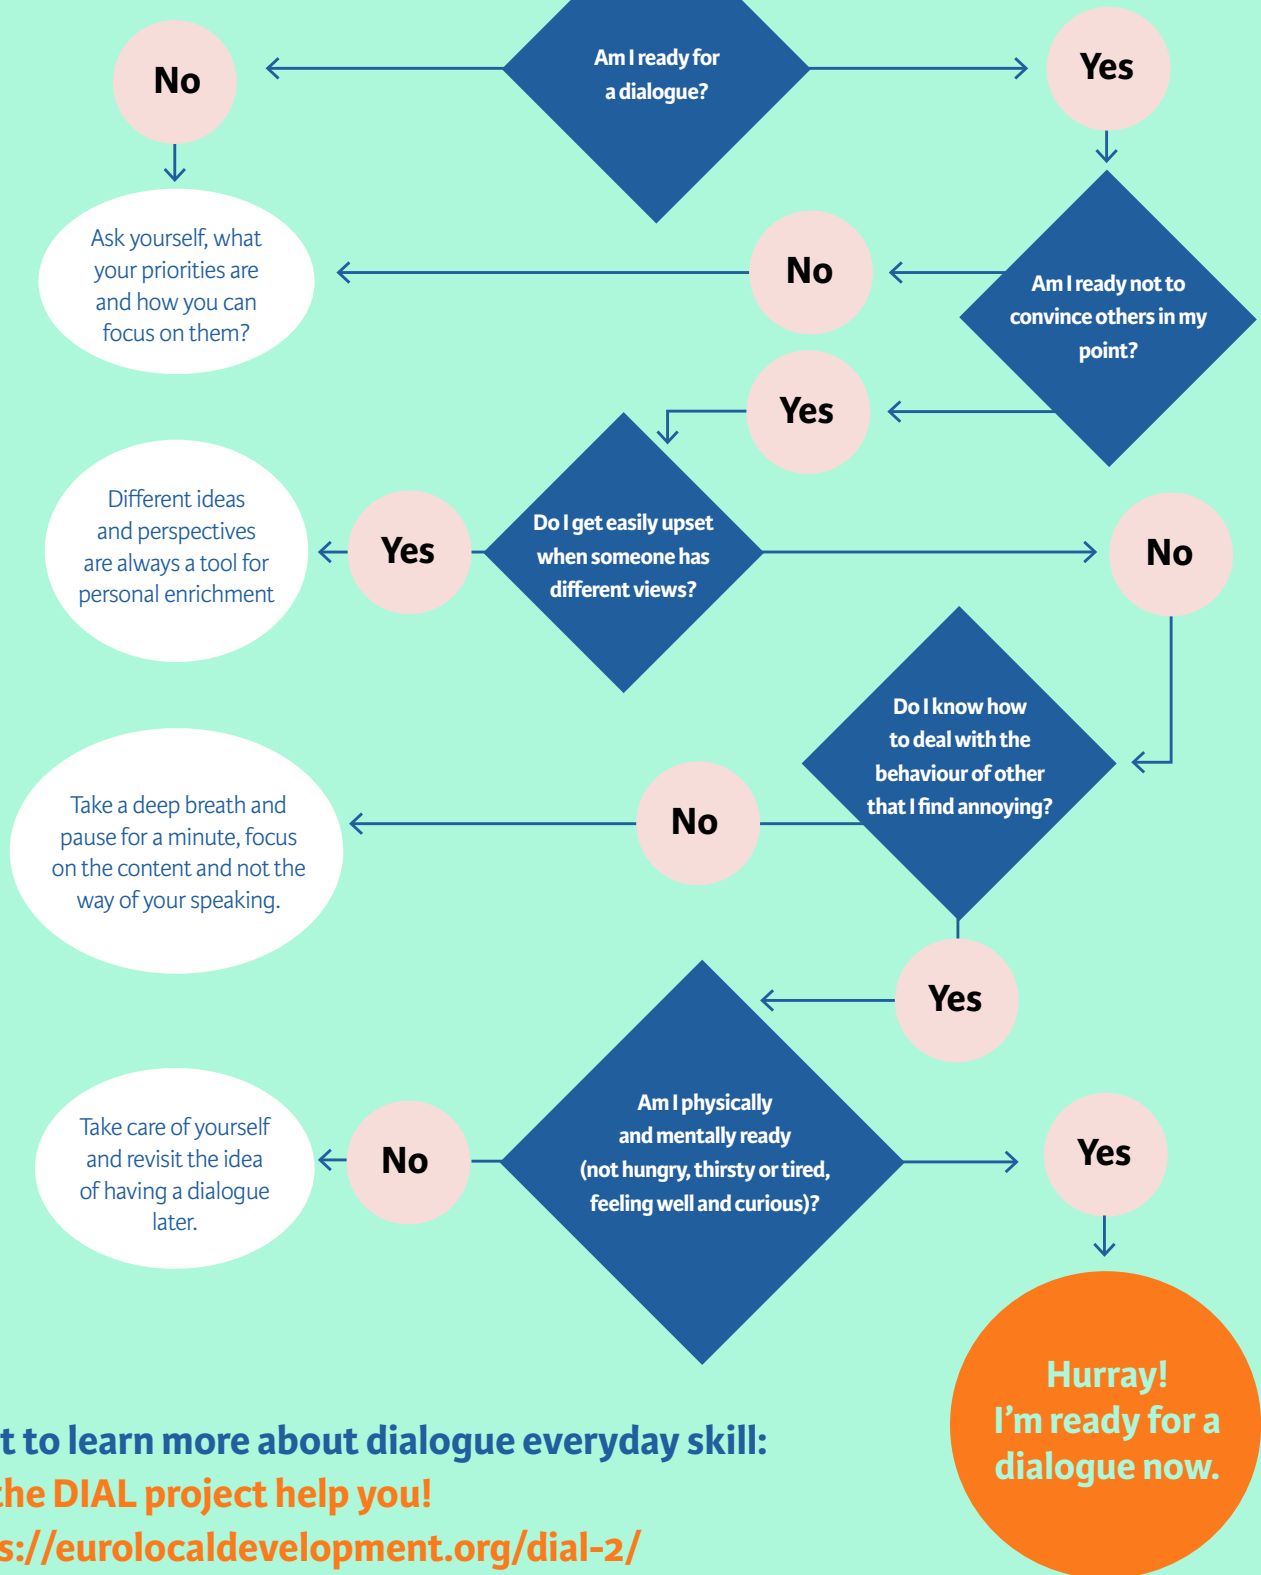 Am I ready for
a dialogue?
No
Yes
Ask yourself, what
your priorities are
and how you can
focus on them?
No
Am I ready not to
convince others in my
point?
Yes
Different ideas
and perspectives
are always a tool for
personal enrichment
Yes
Do I get easily upset
when someone has
different views?
No
Do I know how
to deal with the
behaviour of other
that I find annoying?
Take a deep breath and
pause for a minute, focus
on the content and not the
way of your speaking.
No
Yes
Take care of yourself
and revisit the idea
of having a dialogue
later.
No
Am I physically
and mentally ready
(not hungry, thirsty or tired,
feeling well and curious)?
Yes
Hurray!
I'm ready for a
dialogue now.
t to learn more about dialogue everyday skill:
the DIAL project help you!
s://eurolocaldevelopment.org/dial-2/